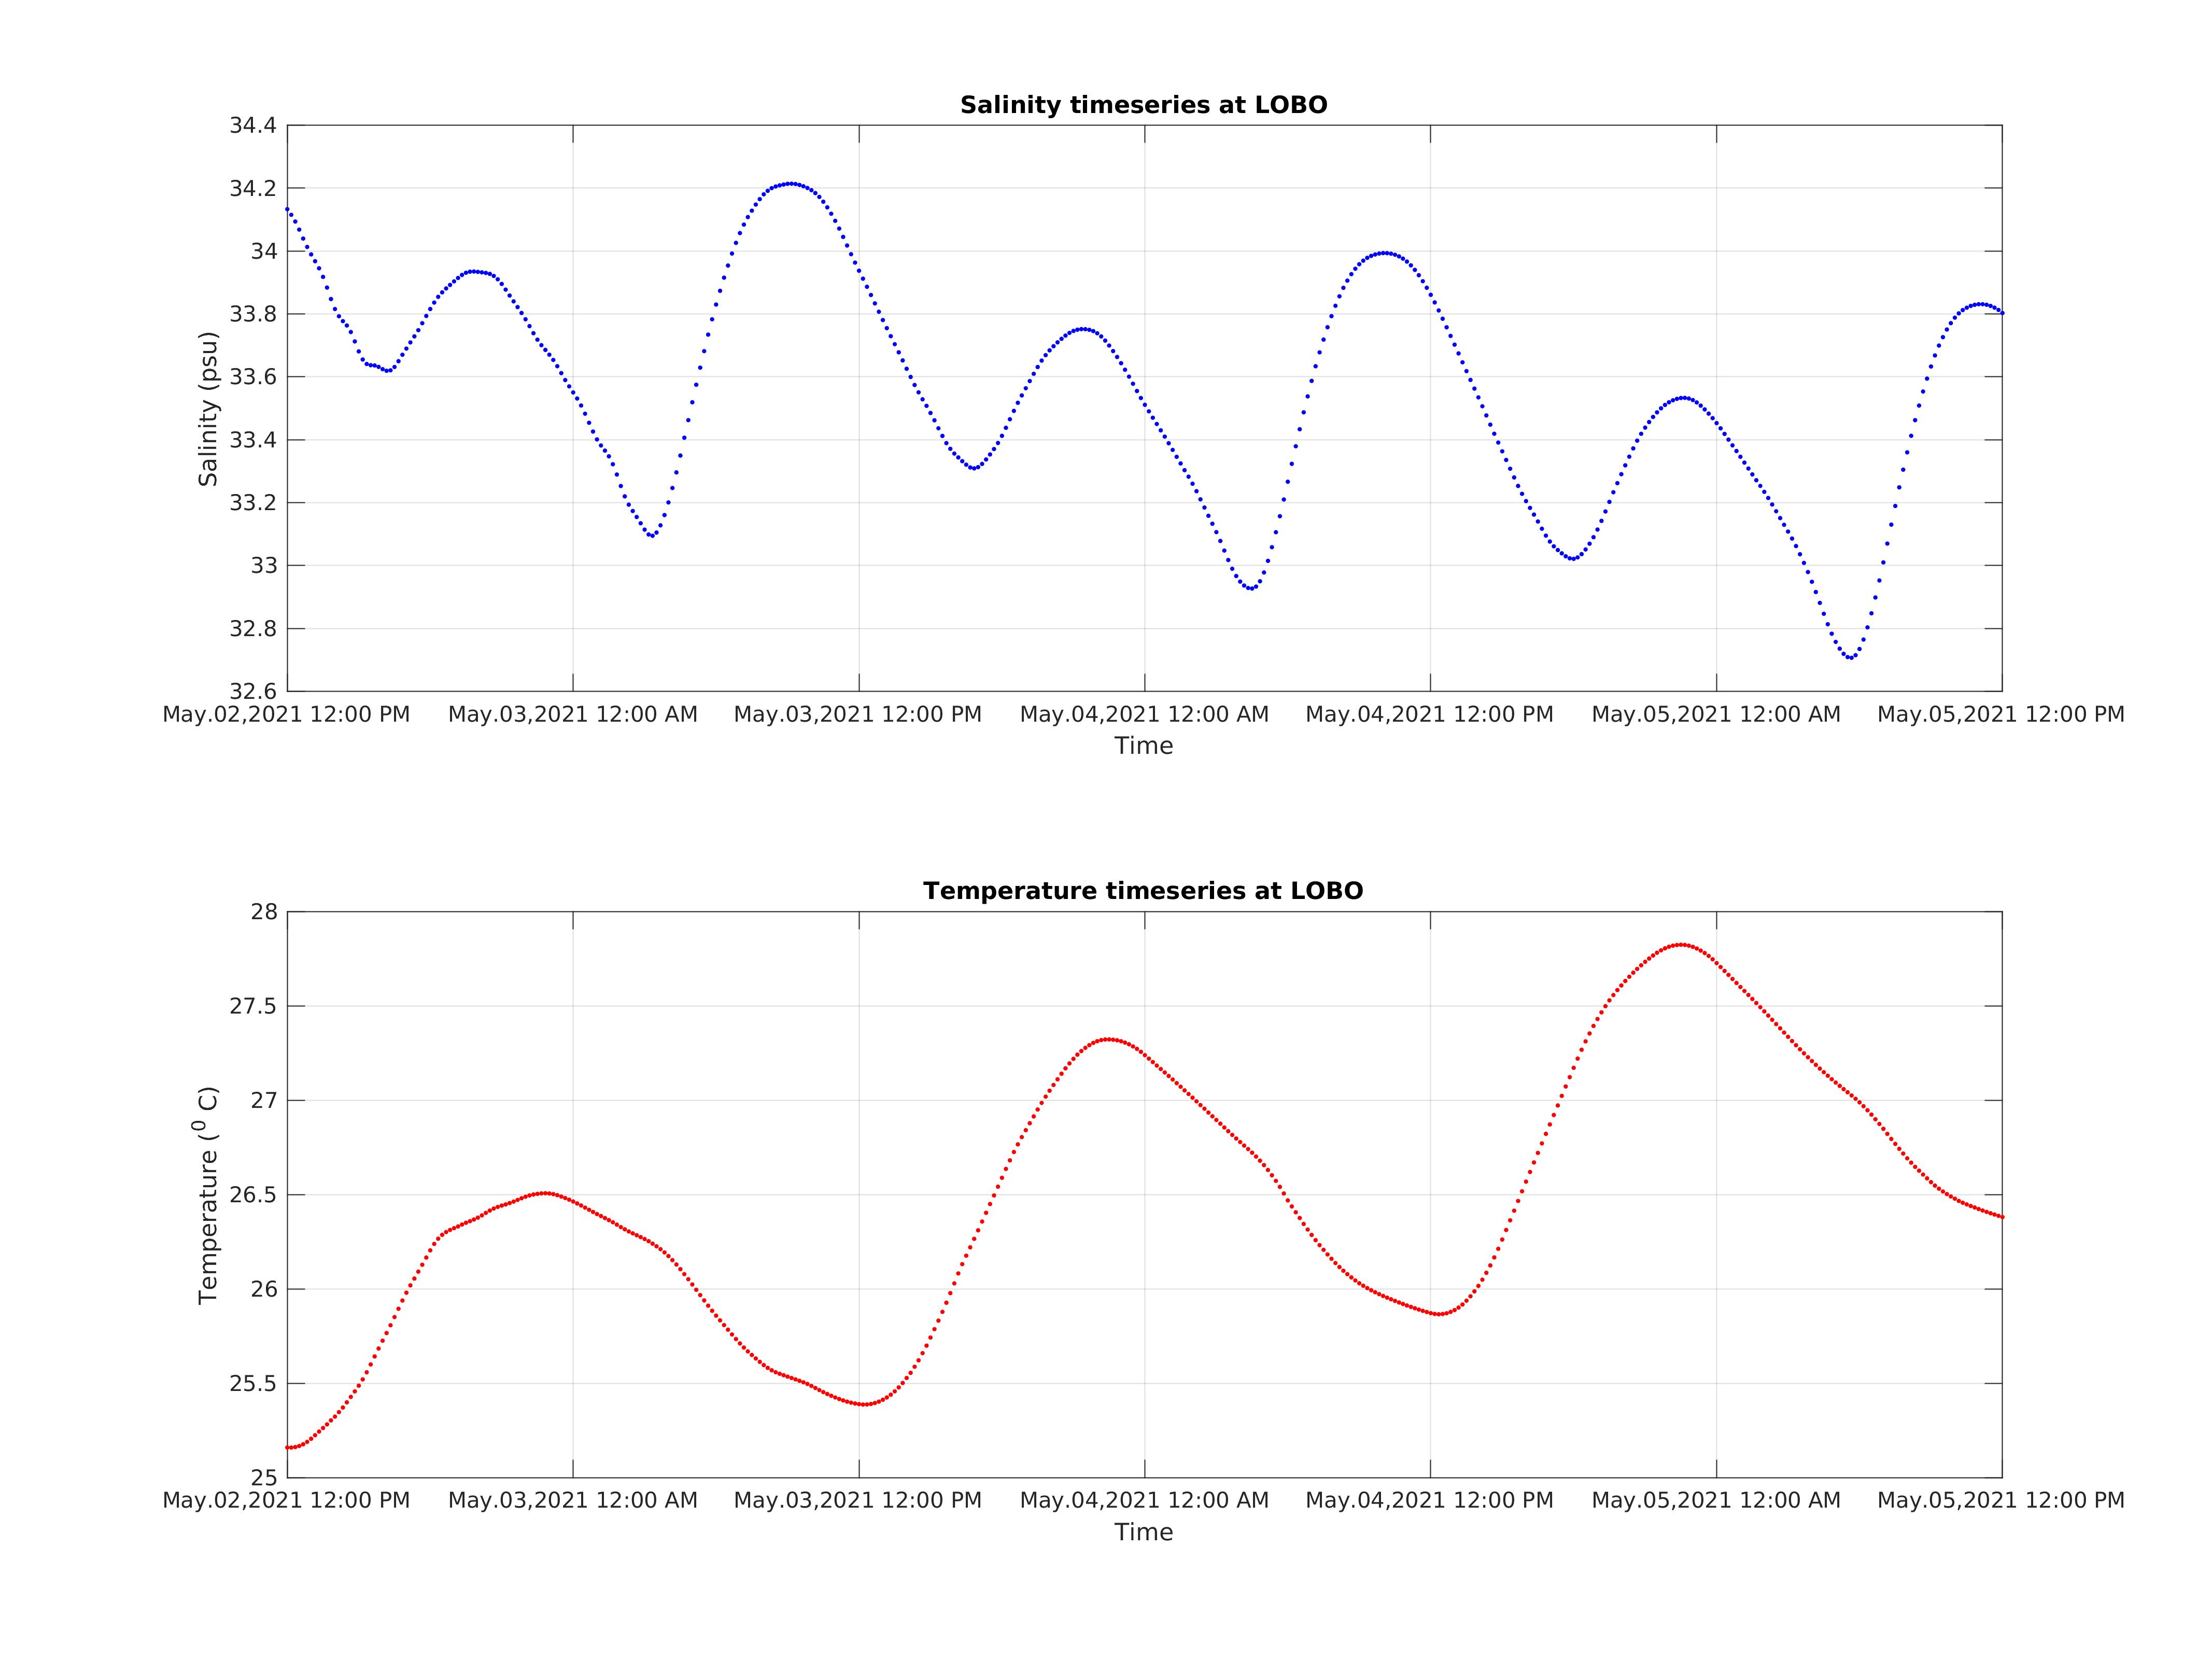 Salinity timeseries at LOBO
34.4
34.2
34
33.8
33.6
33.4
33.2
33
32.8
32.6
Salinity (psu)
May.02,2021 12:00 PM May.03,2021 12:00 AM May.03,2021 12:00 PM May.04,2021 12:00 AM May.04,2021 12:00 PM May.05,2021 12:00 AM May.05,2021 12:00 PM
Time
Temperature timeseries at LOBO
28
27.5
27
26.5
26
25.5
25
Temperature (⁰ C)
May.02,2021 12:00 PM May.03,2021 12:00 AM May.03,2021 12:00 PM May.04,2021 12:00 AM May.04,2021 12:00 PM May.05,2021 12:00 AM May.05,2021 12:00 PM
Time